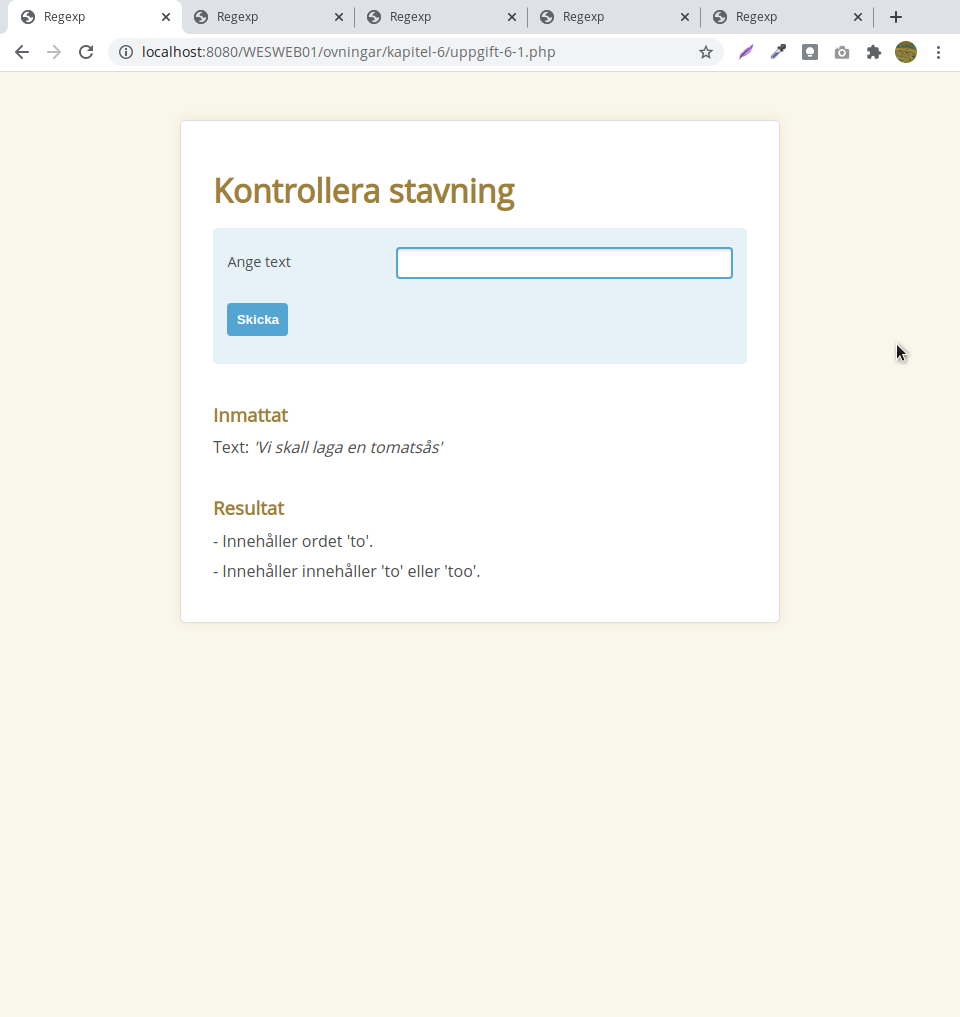 Regexp Regexp Regexp Regexp Regexp
localhost:8080/WESWEB01/ovningar/kapitel-6/uppgift-6-1.php
Kontrollera stavning
Ange text
Skicka
Inmattat
Text: 'Vi skall laga en tomatsås'
Resultat
- Innehåller ordet 'to'.
- Innehåller innehåller 'to' eller 'too'.